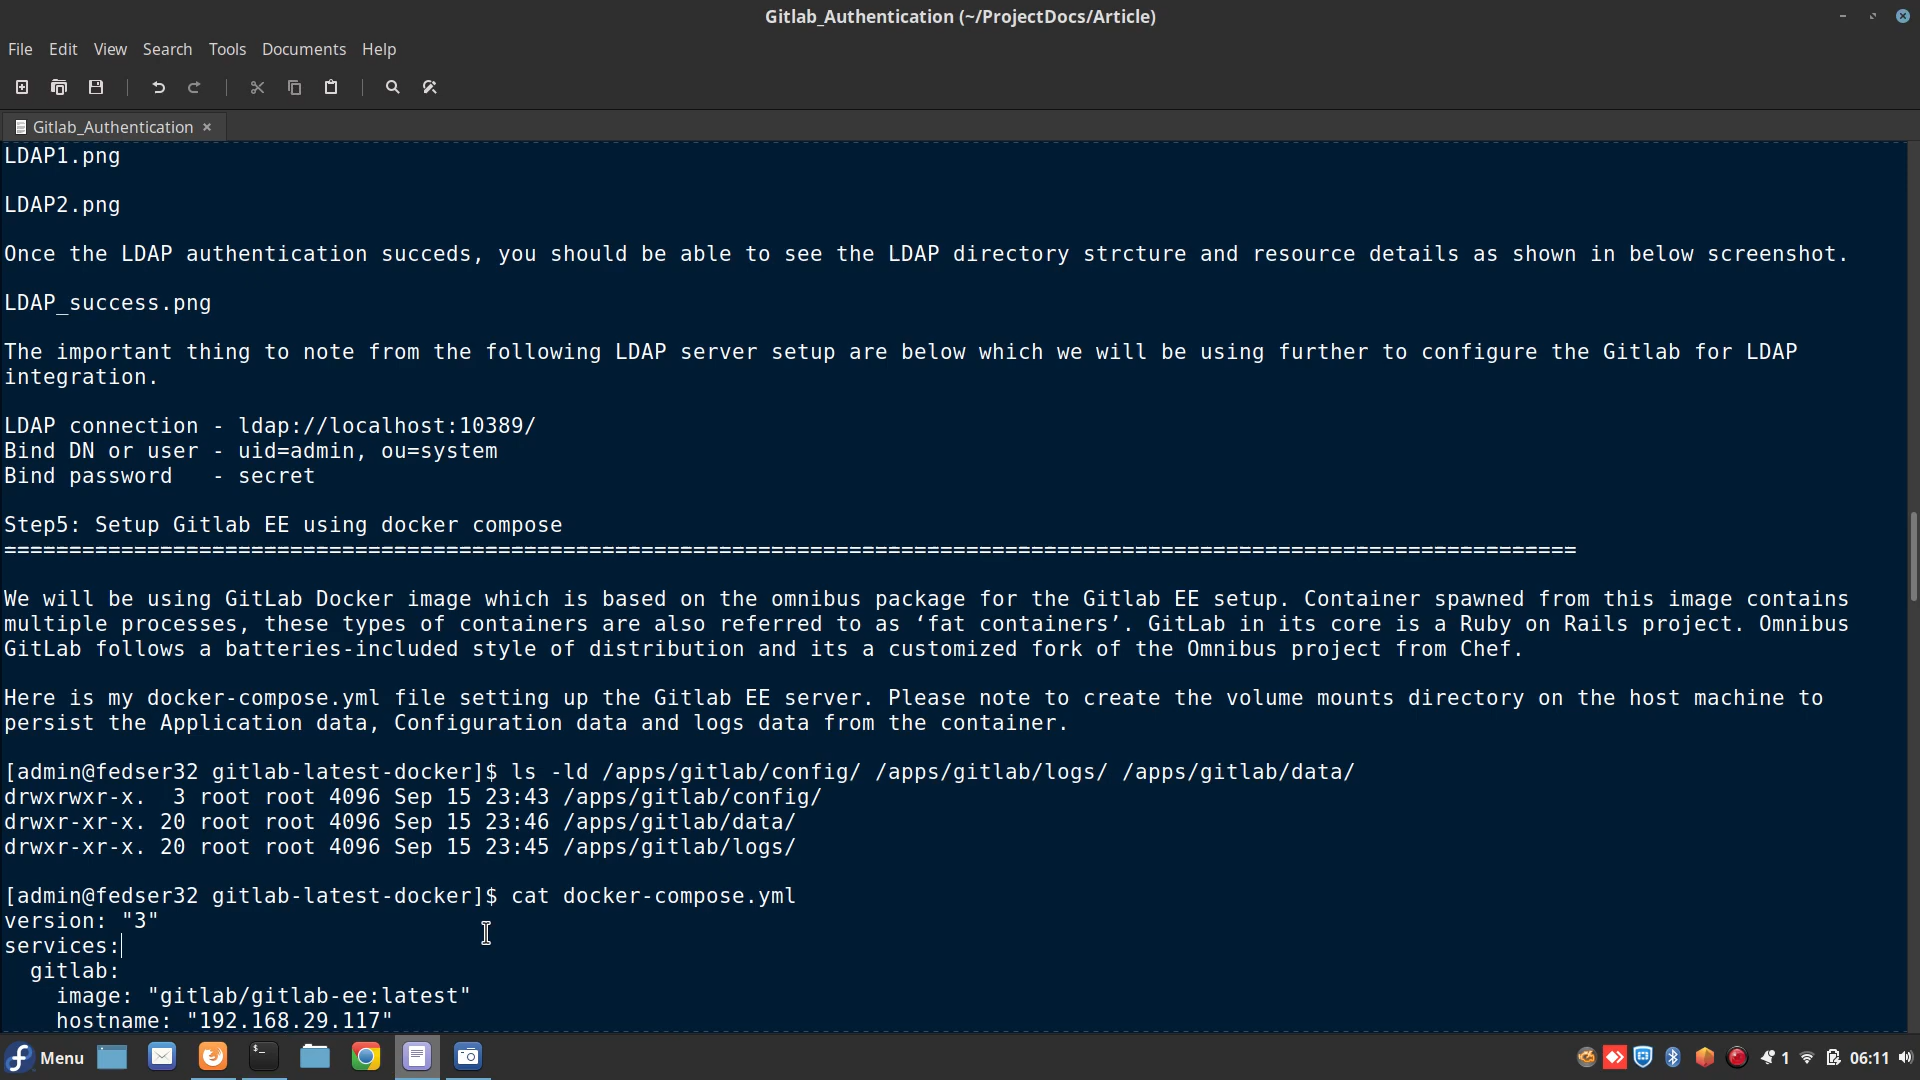 Gitlab_Authentication (~/ProjectDocs/Article)
File Edit View Search Tools Documents Help
Gitlab_Authentication
LDAP1.png
LDAP2.png
Once the LDAP authentication succeds, you should be able to see the LDAP directory strcture and resource details as shown in below screenshot.
LDAP_success.png
The important thing to note from the following LDAP server setup are below which we will be using further to configure the Gitlab for LDAP
integration.
LDAP connection - ldap://localhost:10389/
Bind DN or user - uid=admin, ou=system
Bind password   - secret
Step5: Setup Gitlab EE using docker compose
=========================================================================================================================
We will be using GitLab Docker image which is based on the omnibus package for the Gitlab EE setup. Container spawned from this image contains
multiple processes, these types of containers are also referred to as ‘fat containers’. GitLab in its core is a Ruby on Rails project. Omnibus
GitLab follows a batteries-included style of distribution and its a customized fork of the Omnibus project from Chef.
Here is my docker-compose.yml file setting up the Gitlab EE server. Please note to create the volume mounts directory on the host machine to
persist the Application data, Configuration data and logs data from the container.
[admin@fedser32 gitlab-latest-docker]$ ls -ld /apps/gitlab/config/ /apps/gitlab/logs/ /apps/gitlab/data/
drwxrwxr-x.  3 root root 4096 Sep 15 23:43 /apps/gitlab/config/
drwxr-xr-x. 20 root root 4096 Sep 15 23:46 /apps/gitlab/data/
drwxr-xr-x. 20 root root 4096 Sep 15 23:45 /apps/gitlab/logs/
[admin@fedser32 gitlab-latest-docker]$ cat docker-compose.yml
version: "3"
services:
  gitlab:
    image: "gitlab/gitlab-ee:latest"
    hostname: "192.168.29.117"
Menu 1 06:11